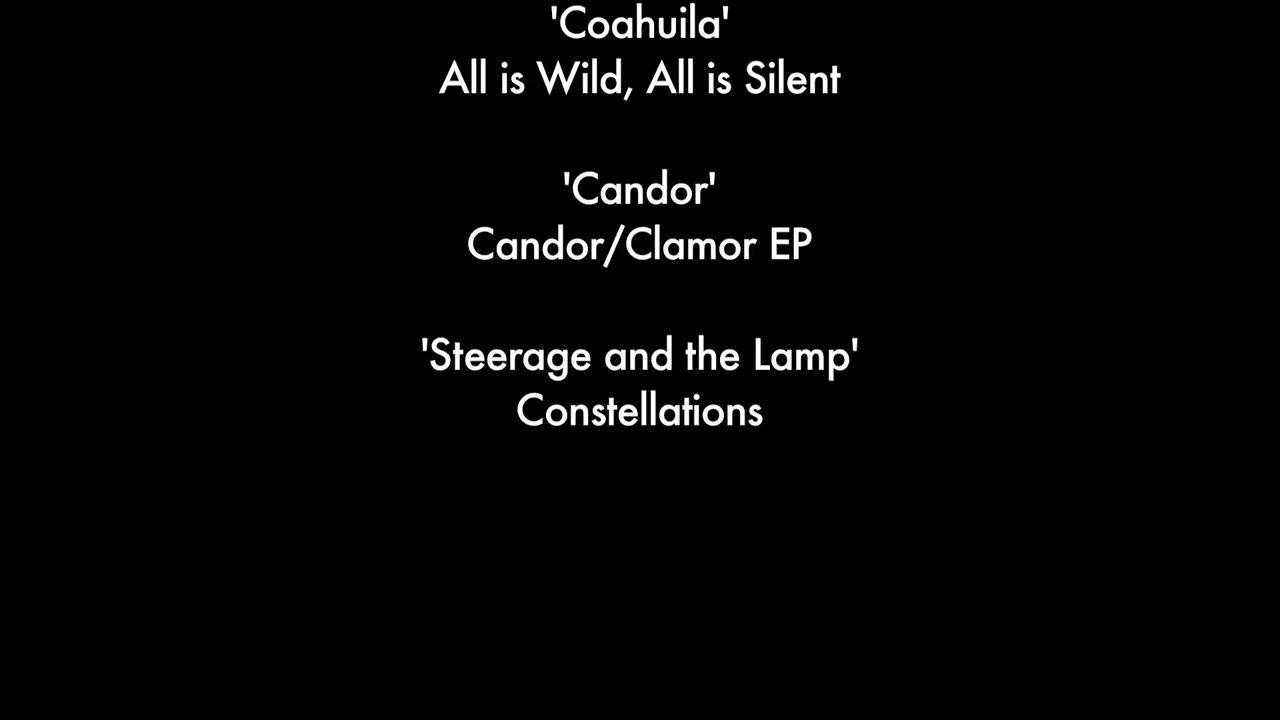 'Coahuila'
All is Wild, All is Silent
'Candor'
Candor/Clamor EP
'Steerage and the Lamp'
Constellations